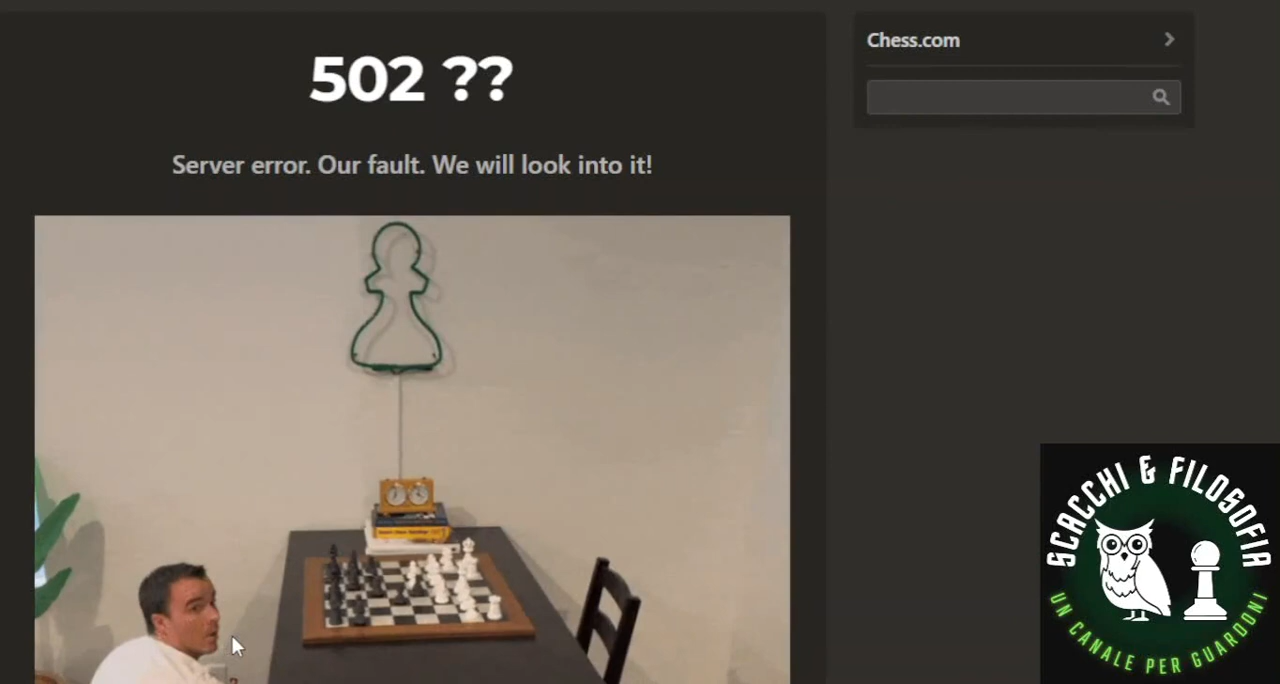 502 ??
Chess.com
Server error. Our fault. We will look into it!
SCACCHI & FILOSOFIA
UN CANALE PER GUARDONI